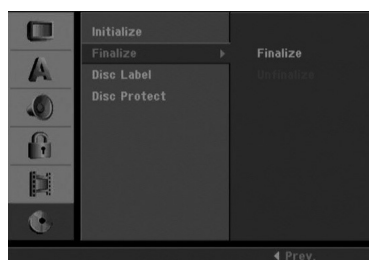 Initialize
Finalize
Disc Label
Disc Protect
Finalize
Unfinalize
Prev.